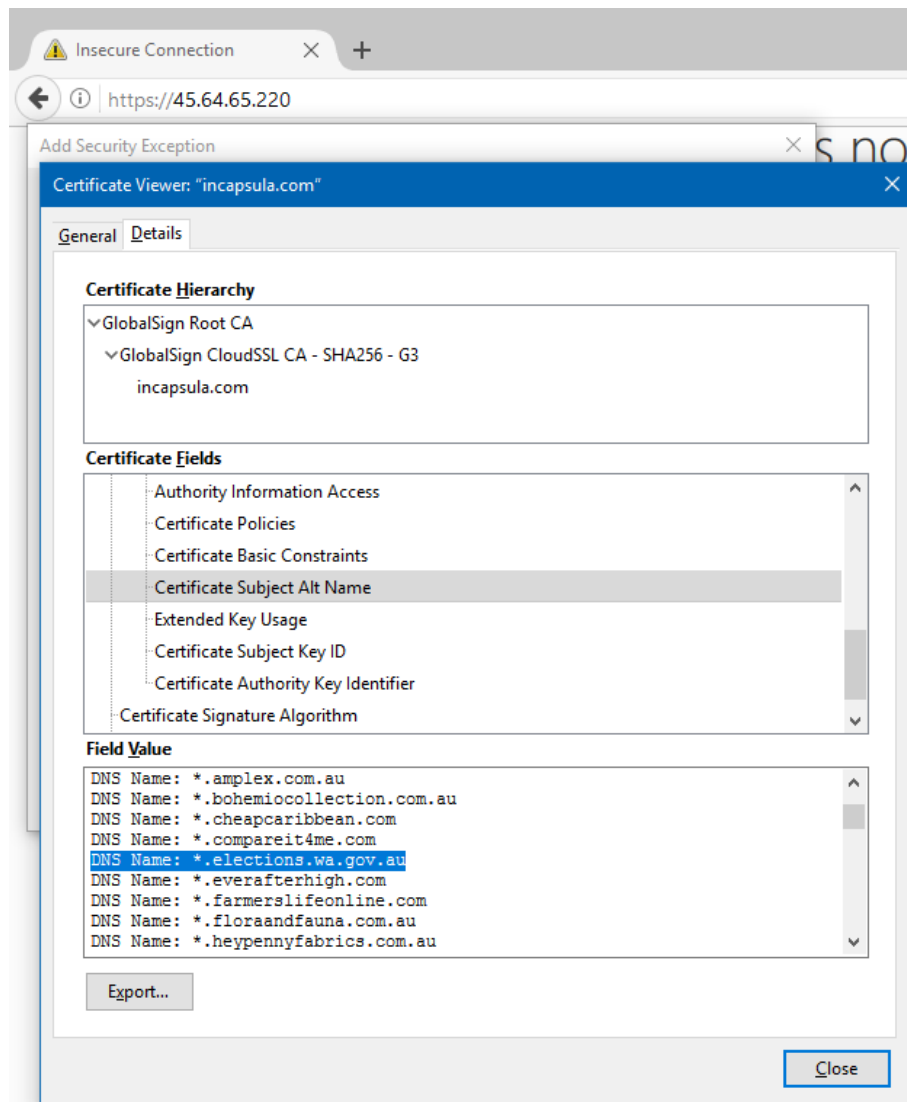 Insecure Connection
https://45.64.65.220
Add Security Exception
s no
Certificate Viewer: "incapsula.com"
General Details
Certificate Hierarchy
GlobalSign Root CA
GlobalSign CloudSSL CA - SHA256 - G3
incapsula.com
Certificate Fields
Authority Information Access
Certificate Policies
Certificate Basic Constraints
Certificate Subject Alt Name
Extended Key Usage
Certificate Subject Key ID
Certificate Authority Key Identifier
Certificate Signature Algorithm
Field Value
DNS Name: *.amplex.com.au
DNS Name: *.bohemiocollection.com.au
DNS Name: *.cheapcaribbean.com
DNS Name: *.compareit4me.com
DNS Name: *.elections.wa.gov.au
DNS Name: *.everafterhigh.com
DNS Name: *.farmerslifeonline.com
DNS Name: *.floraandfauna.com.au
DNS Name: *.heypennyfabrics.com.au
Export...
Close